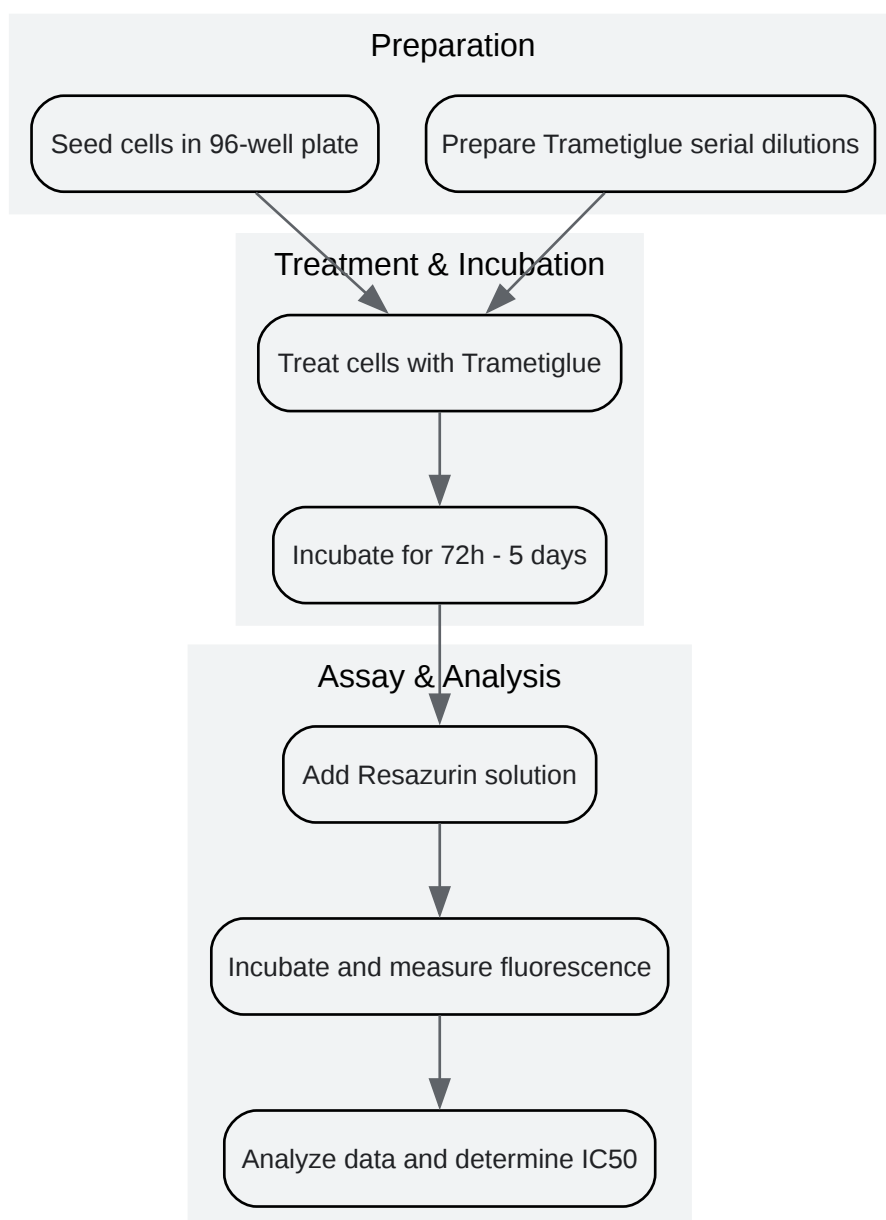 Preparation
Seed cells in 96-well plate
Prepare Trametiglue serial dilutions
Treatment & Incubation
Treat cells with Trametiglue
Incubate for 72h - 5 days
Assay & Analysis
Add Resazurin solution
Incubate and measure fluorescence
Analyze data and determine IC50